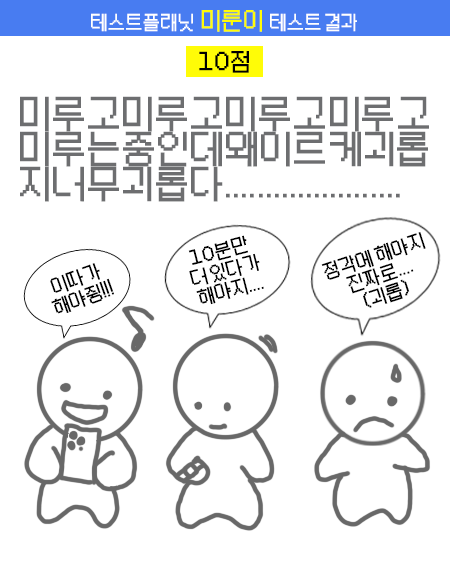 테스트플래닛 미룬이 테스트 결과
10점
미루고미루고미루고미루고
미루는중인데왜이르케괴롭
지너무괴롭다.....................
이따가
해야죙!!!
10분만
더있다가
해야지....
정각에 해야지
진짜로....
(괴롭)